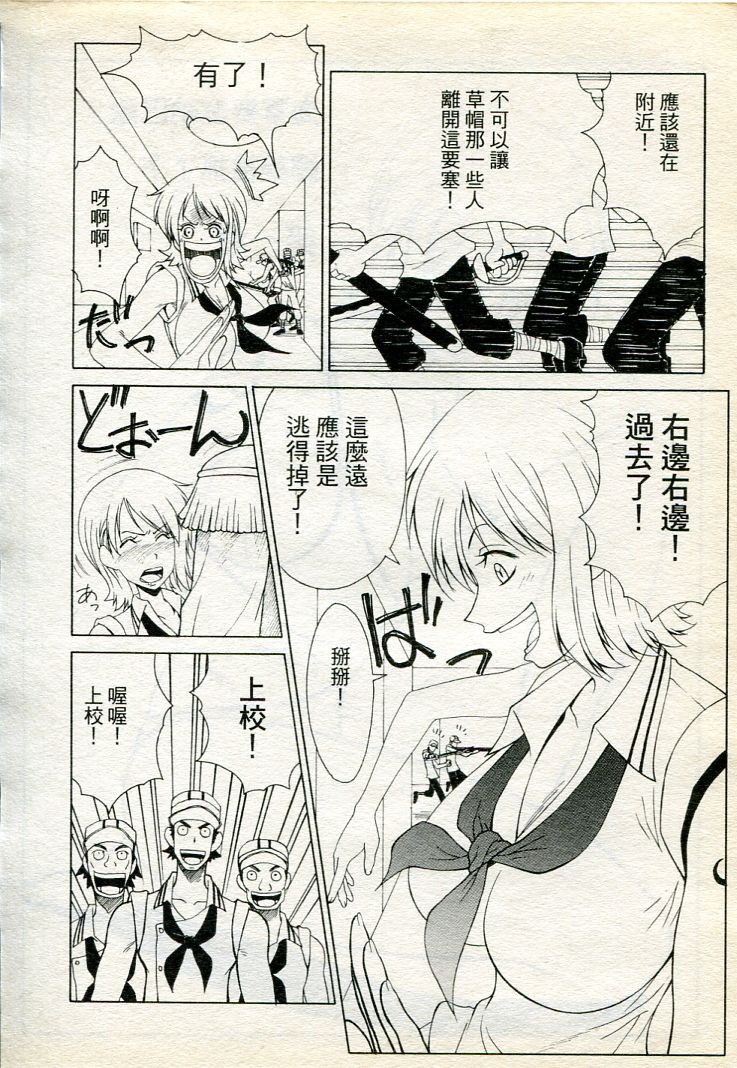 應該還在
附近！
不可以讓
草帽那一些人
離開這要塞！
有了！
呀啊啊！
だっ
右邊右邊！
過去了！
這麼遠
應該是
逃得掉了！
ばっ
掰掰！
どおーん
あっ
上校！
喔喔！
上校！